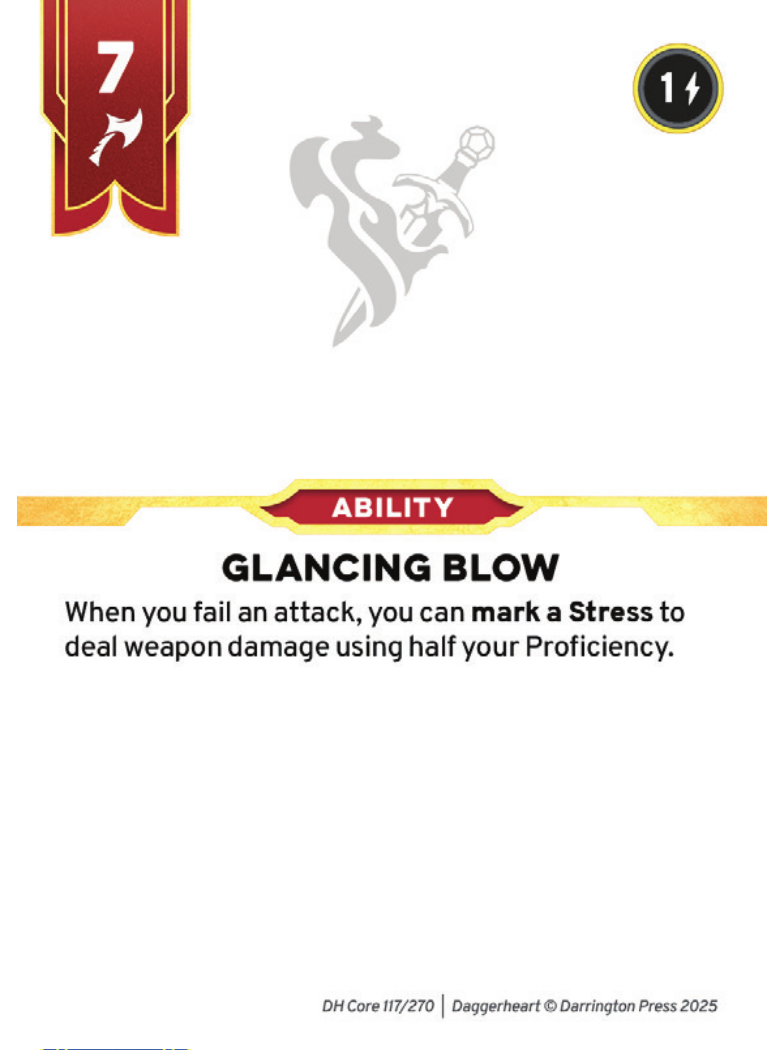 7
1
ABILITY
GLANCING BLOW
When you fail an attack, you can mark a Stress to
deal weapon damage using half your Proficiency.
DH Core 117/270 | Daggerheart © Darrington Press 2025